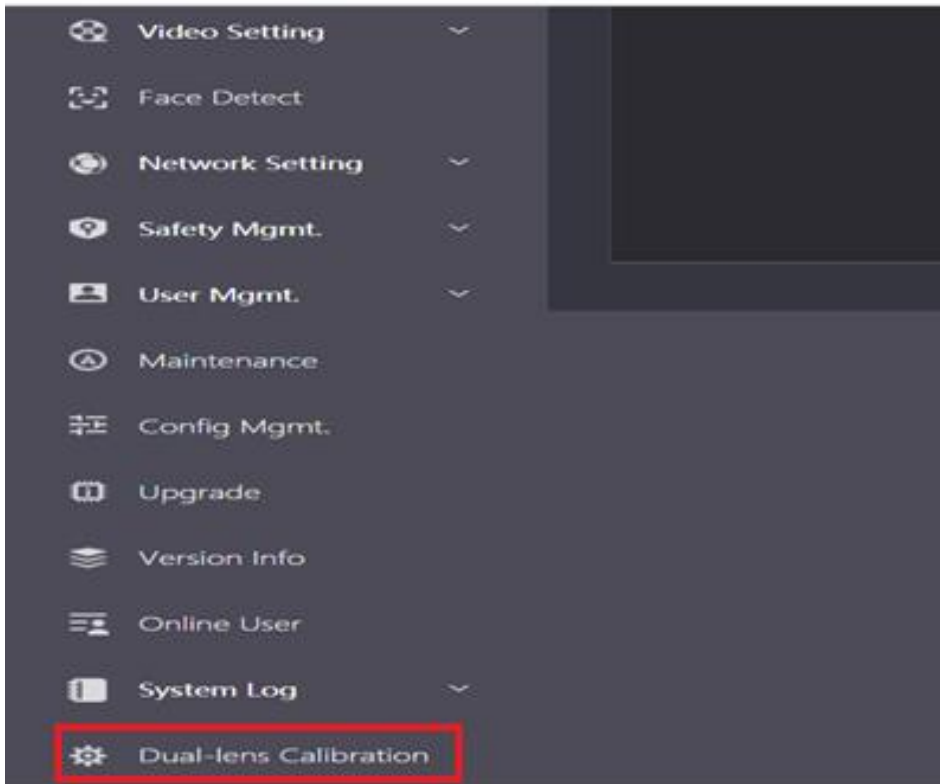 Video Setting
Face Detect
Network Setting
Safety Mgmt.
User Mgmt.
Maintenance
Config Mgmt.
Upgrade
Version Info
Online User
System Log
Dual-lens Calibration